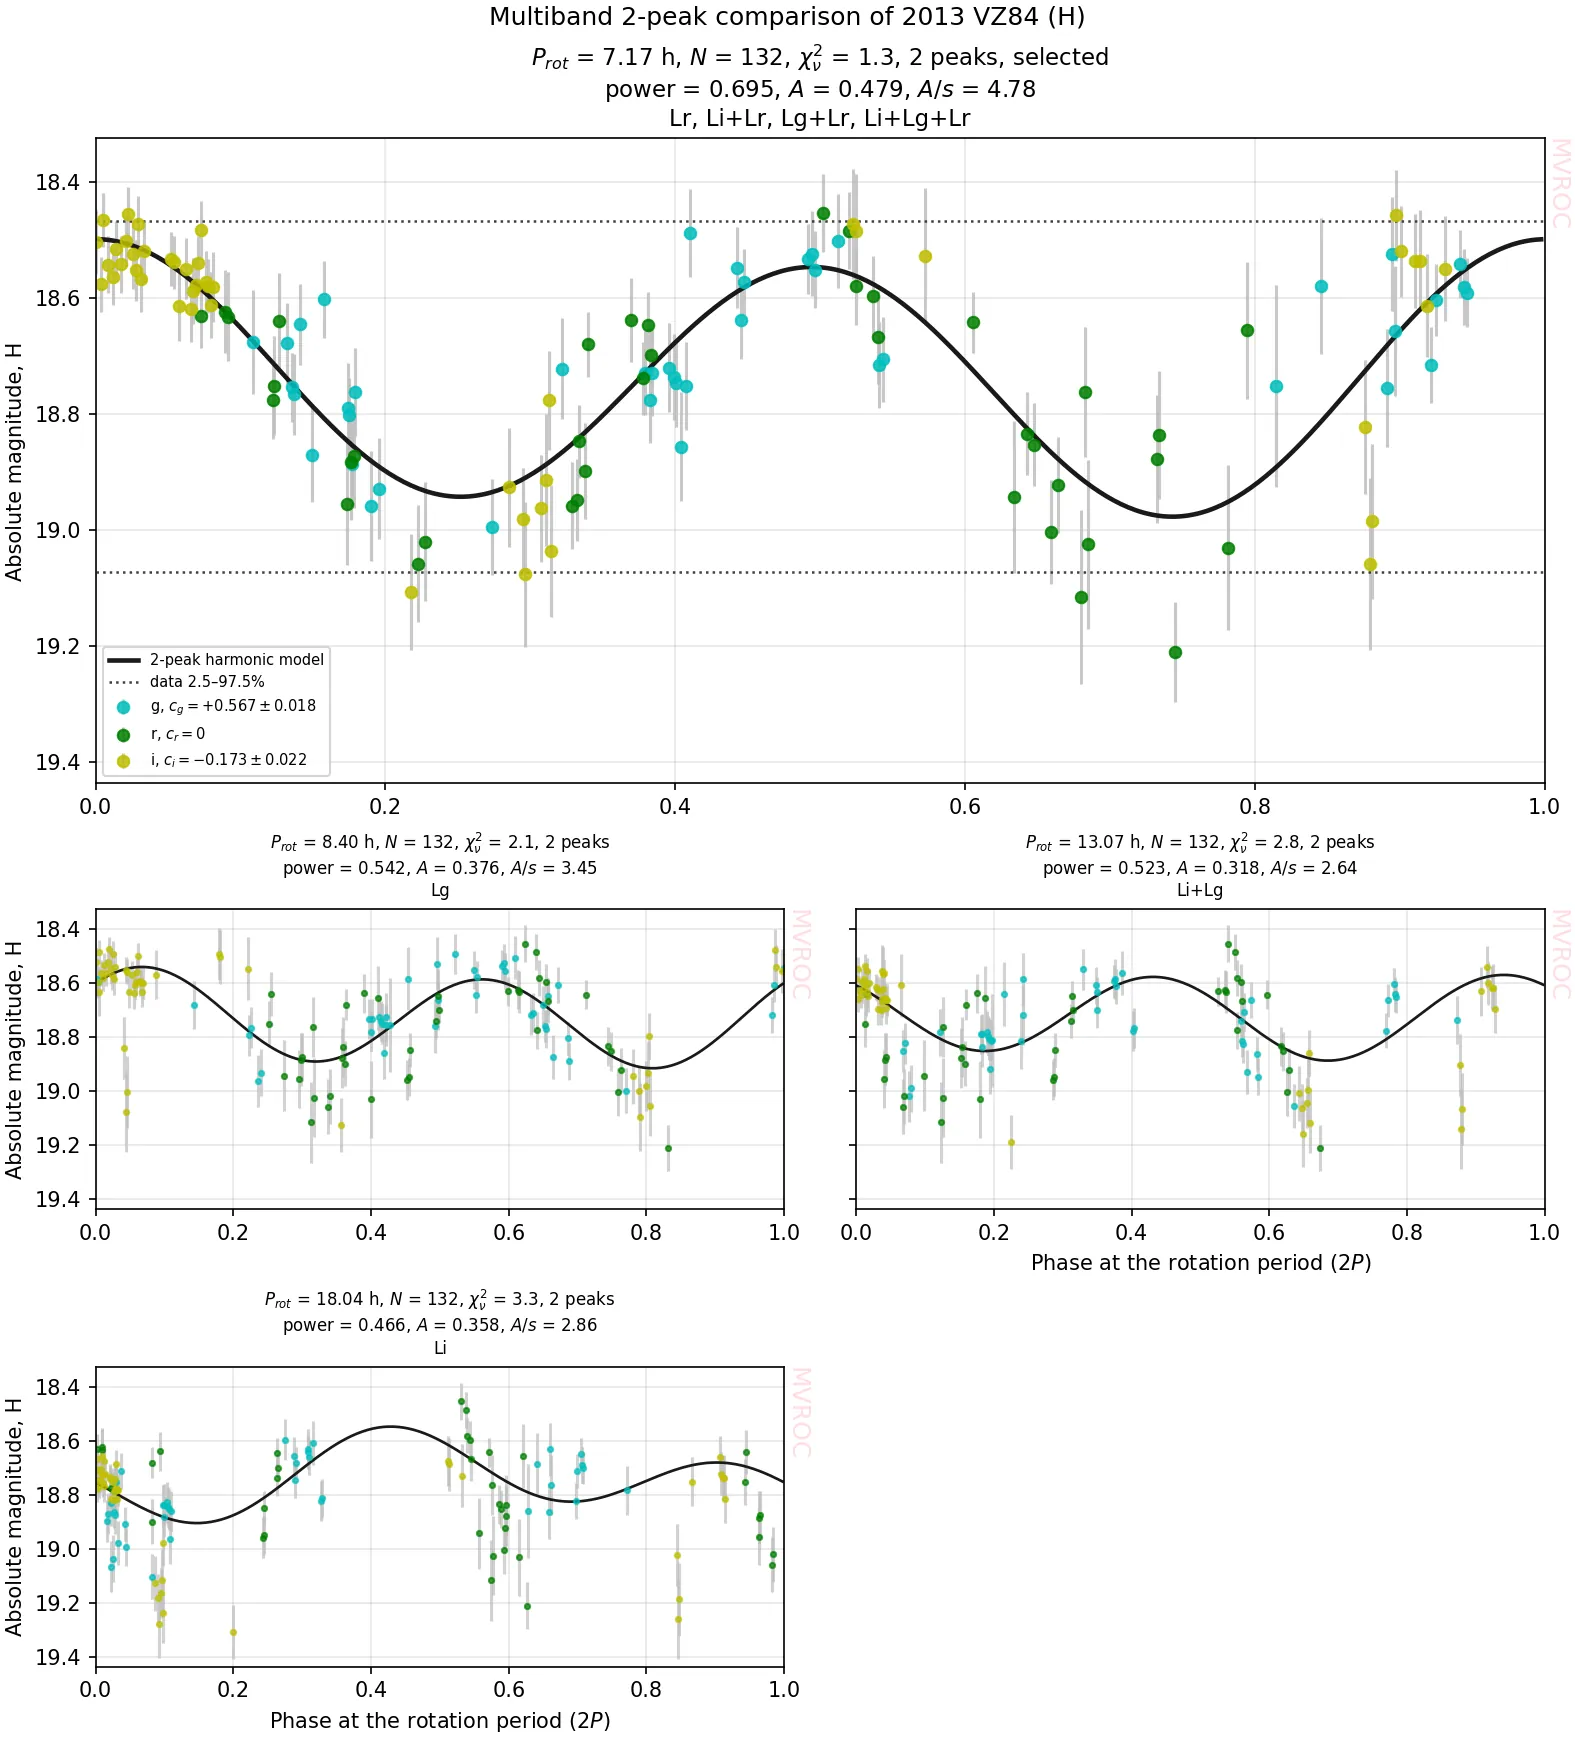 Multiband 2-peak comparison of 2013 VZ84 (H)
P_rot = 7.17 h, N = 132, χ²_ν = 1.3, 2 peaks, selected
power = 0.695, A = 0.479, A/s = 4.78
Lr, Li+Lr, Lg+Lr, Li+Lg+Lr
MVROC
Absolute magnitude, H
18.4
18.6
18.8
19.0
19.2
19.4
2-peak harmonic model
data 2.5–97.5%
g, c_g = +0.567 ± 0.018
r, c_r = 0
i, c_i = −0.173 ± 0.022
0.0 0.2 0.4 0.6 0.8 1.0
P_rot = 8.40 h, N = 132, χ²_ν = 2.1, 2 peaks
power = 0.542, A = 0.376, A/s = 3.45
Lg
MVROC
Absolute magnitude, H
18.4
18.6
18.8
19.0
19.2
19.4
0.0 0.2 0.4 0.6 0.8 1.0
P_rot = 13.07 h, N = 132, χ²_ν = 2.8, 2 peaks
power = 0.523, A = 0.318, A/s = 2.64
Li+Lg
MVROC
0.0 0.2 0.4 0.6 0.8 1.0
Phase at the rotation period (2P)
P_rot = 18.04 h, N = 132, χ²_ν = 3.3, 2 peaks
power = 0.466, A = 0.358, A/s = 2.86
Li
MVROC
Absolute magnitude, H
18.4
18.6
18.8
19.0
19.2
19.4
0.0 0.2 0.4 0.6 0.8 1.0
Phase at the rotation period (2P)